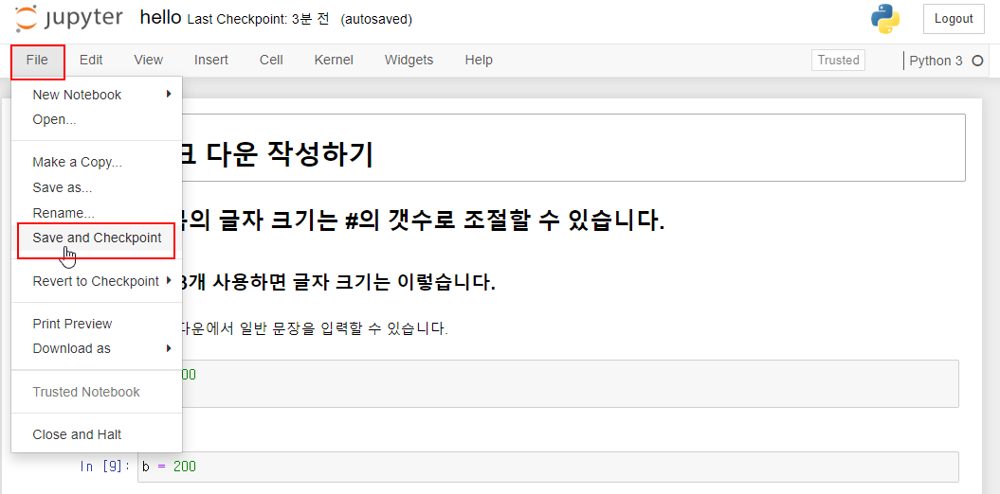 jupyter hello Last Checkpoint: 3분 전 (autosaved) Logout
File Edit View Insert Cell Kernel Widgets Help Trusted Python 3
New Notebook
Open...
Make a Copy...
Save as...
Rename...
Save and Checkpoint
Revert to Checkpoint
Print Preview
Download as
Trusted Notebook
Close and Halt
다운 작성하기
글자 크기는 #의 갯수로 조절할 수 있습니다.
3개 사용하면 글자 크기는 이렇습니다.
다운에서 일반 문장을 입력할 수 있습니다.
00
In [9]: b = 200